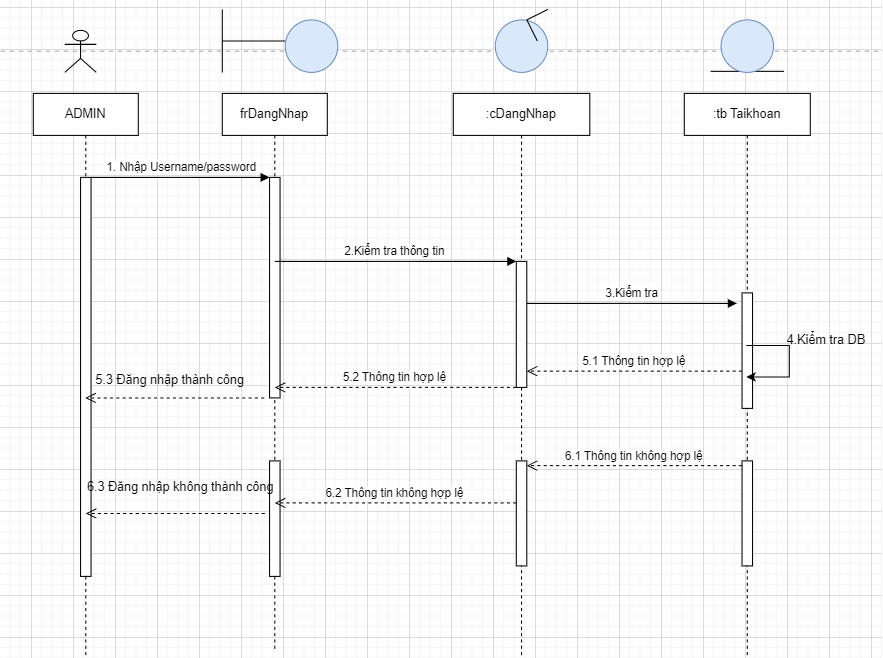 ADMIN
frDangNhap
:cDangNhap
:tb Taikhoan
1. Nhập Username/password
2.Kiểm tra thông tin
3.Kiểm tra
4.Kiểm tra DB
5.1 Thông tin hợp lệ
5.2 Thông tin hợp lệ
5.3 Đăng nhập thành công
6.1 Thông tin không hợp lệ
6.2 Thông tin không hợp lệ
6.3 Đăng nhập không thành công